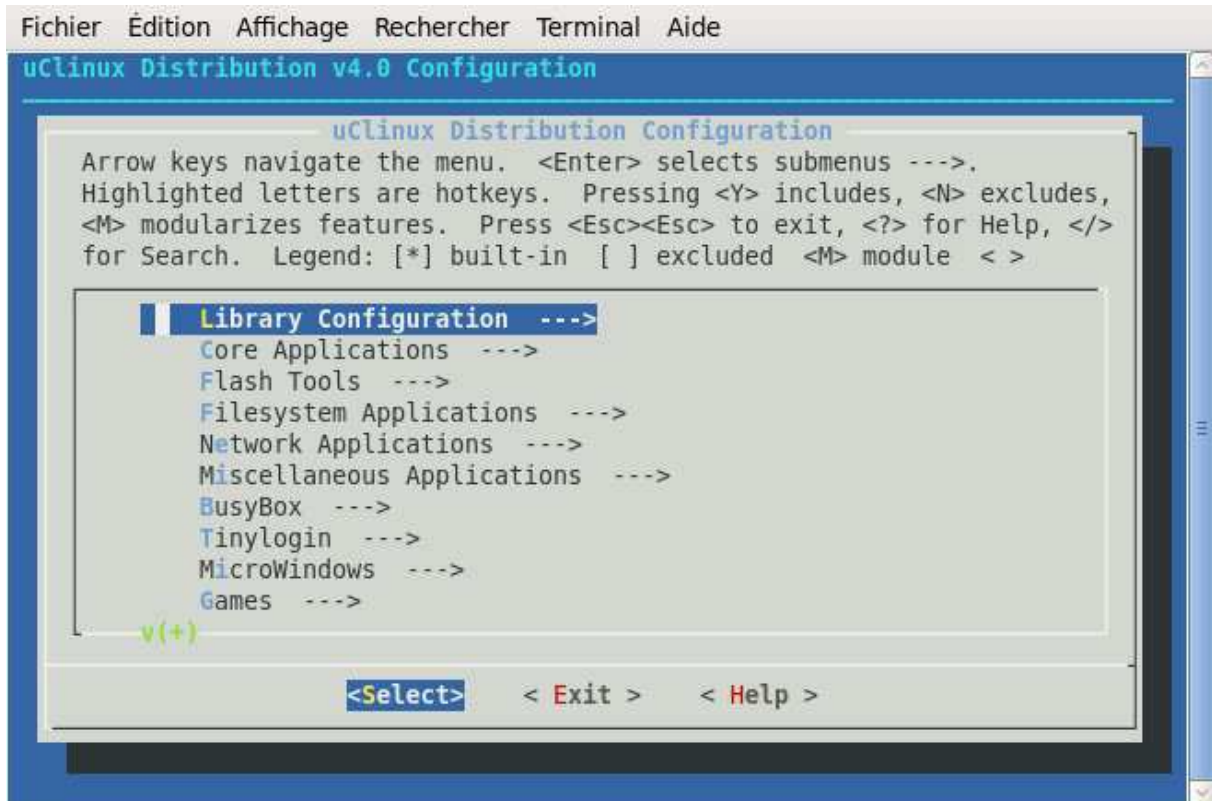 Fichier Édition Affichage Rechercher Terminal Aide
uClinux Distribution v4.0 Configuration
uClinux Distribution Configuration
Arrow keys navigate the menu. <Enter> selects submenus --->.
Highlighted letters are hotkeys. Pressing <Y> includes, <N> excludes,
<M> modularizes features. Press <Esc><Esc> to exit, <?> for Help, </>
for Search. Legend: [*] built-in [ ] excluded <M> module < >
Library Configuration --->
Core Applications --->
Flash Tools --->
Filesystem Applications --->
Network Applications --->
Miscellaneous Applications --->
BusyBox --->
Tinylogin --->
MicroWindows --->
Games --->
v(+)
<Select> < Exit > < Help >